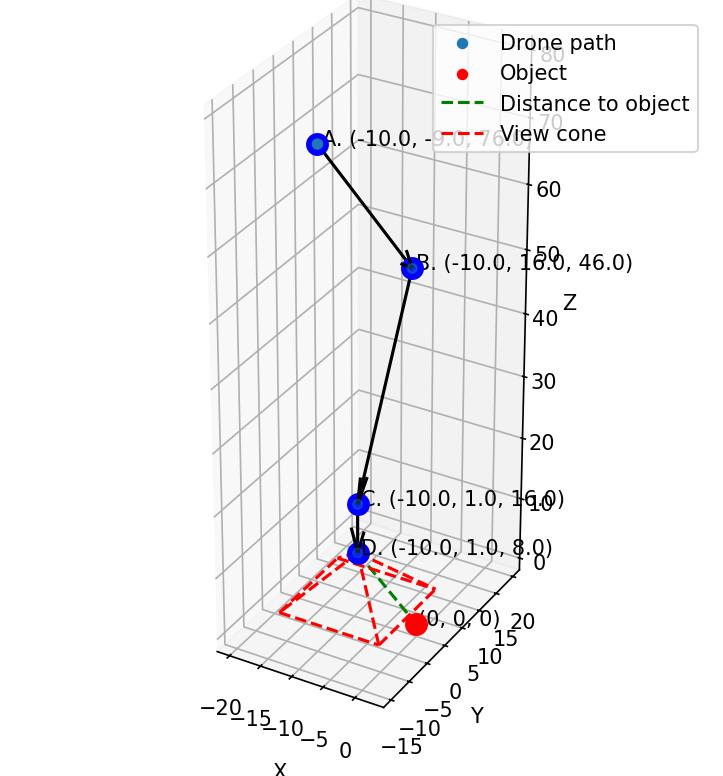 Drone path
Object
Distance to object
View cone
80
70
60
50
40
30
20
10
0
Z
A. (-10.0, -9.0, 76.0)
B. (-10.0, 16.0, 46.0)
C. (-10.0, 1.0, 16.0)
D. (-10.0, 1.0, 8.0)
(0, 0, 0)
20
15
10
5
0
−5
−10
−15
Y
−20
−15
−10
−5
0
X